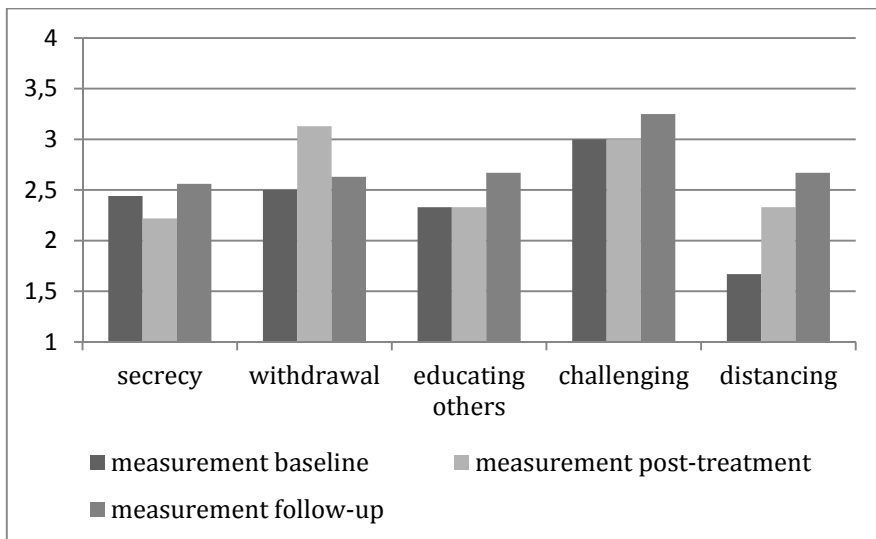 4
3,5
3
2,5
2
1,5
1
secrecy withdrawal educating challenging distancing
others
measurement baseline measurement post-treatment
measurement follow-up